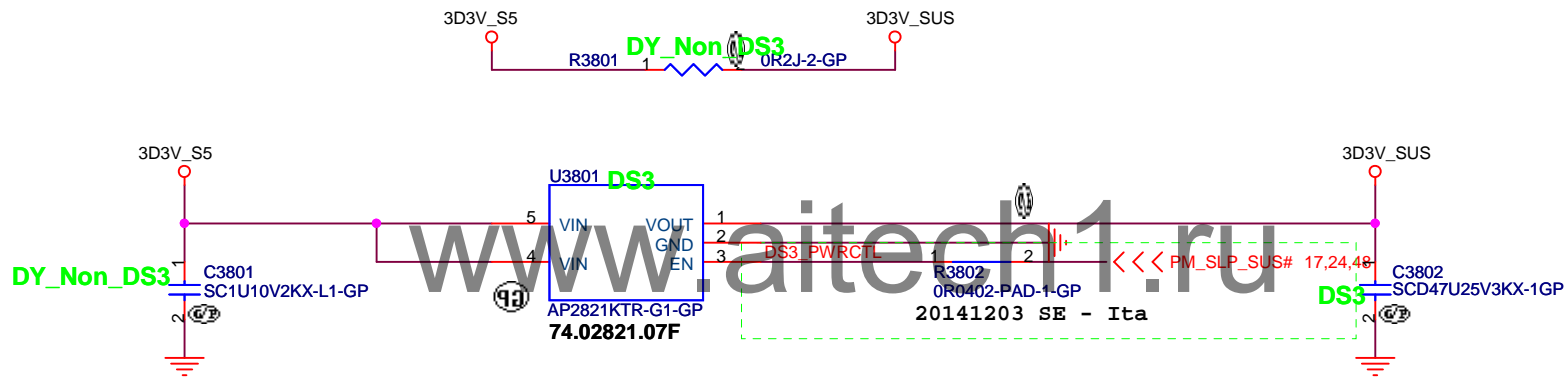 3D3V_S5
3D3V_SUS
DY_Non_DS3
R3801
1
0R2J-2-GP
3D3V_S5
3D3V_SUS
U3801
DS3
5
VIN
VOUT
1
GND
2
4
VIN
EN
3
DS3_PWRCTL
1
R3802
2
0R0402-PAD-1-GP
PM_SLP_SUS# 17,24,48
20141203 SE - Ita
1
DY_Non_DS3
C3801
SC1U10V2KX-L1-GP
2
G/P
AP2821KTR-G1-GP
74.02821.07F
C3802
SCD47U25V3KX-1GP
DS3
2
G/P
www.aitech1.ru